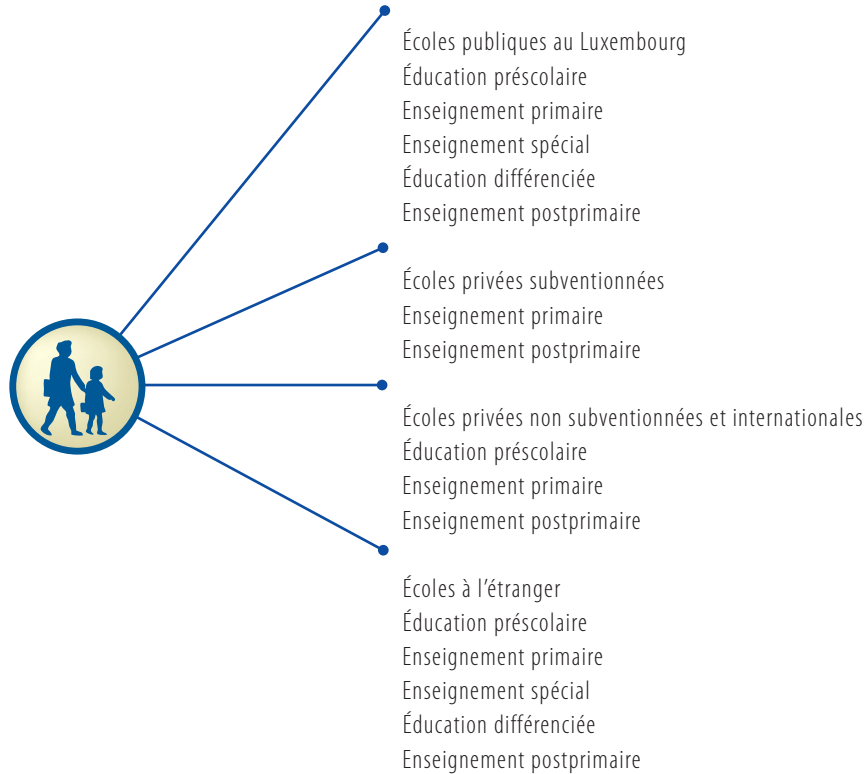 Écoles publiques au Luxembourg
Éducation préscolaire
Enseignement primaire
Enseignement spécial
Éducation différenciée
Enseignement postprimaire
Écoles privées subventionnées
Enseignement primaire
Enseignement postprimaire
Écoles privées non subventionnées et internationales
Éducation préscolaire
Enseignement primaire
Enseignement postprimaire
Écoles à l’étranger
Éducation préscolaire
Enseignement primaire
Enseignement spécial
Éducation différenciée
Enseignement postprimaire